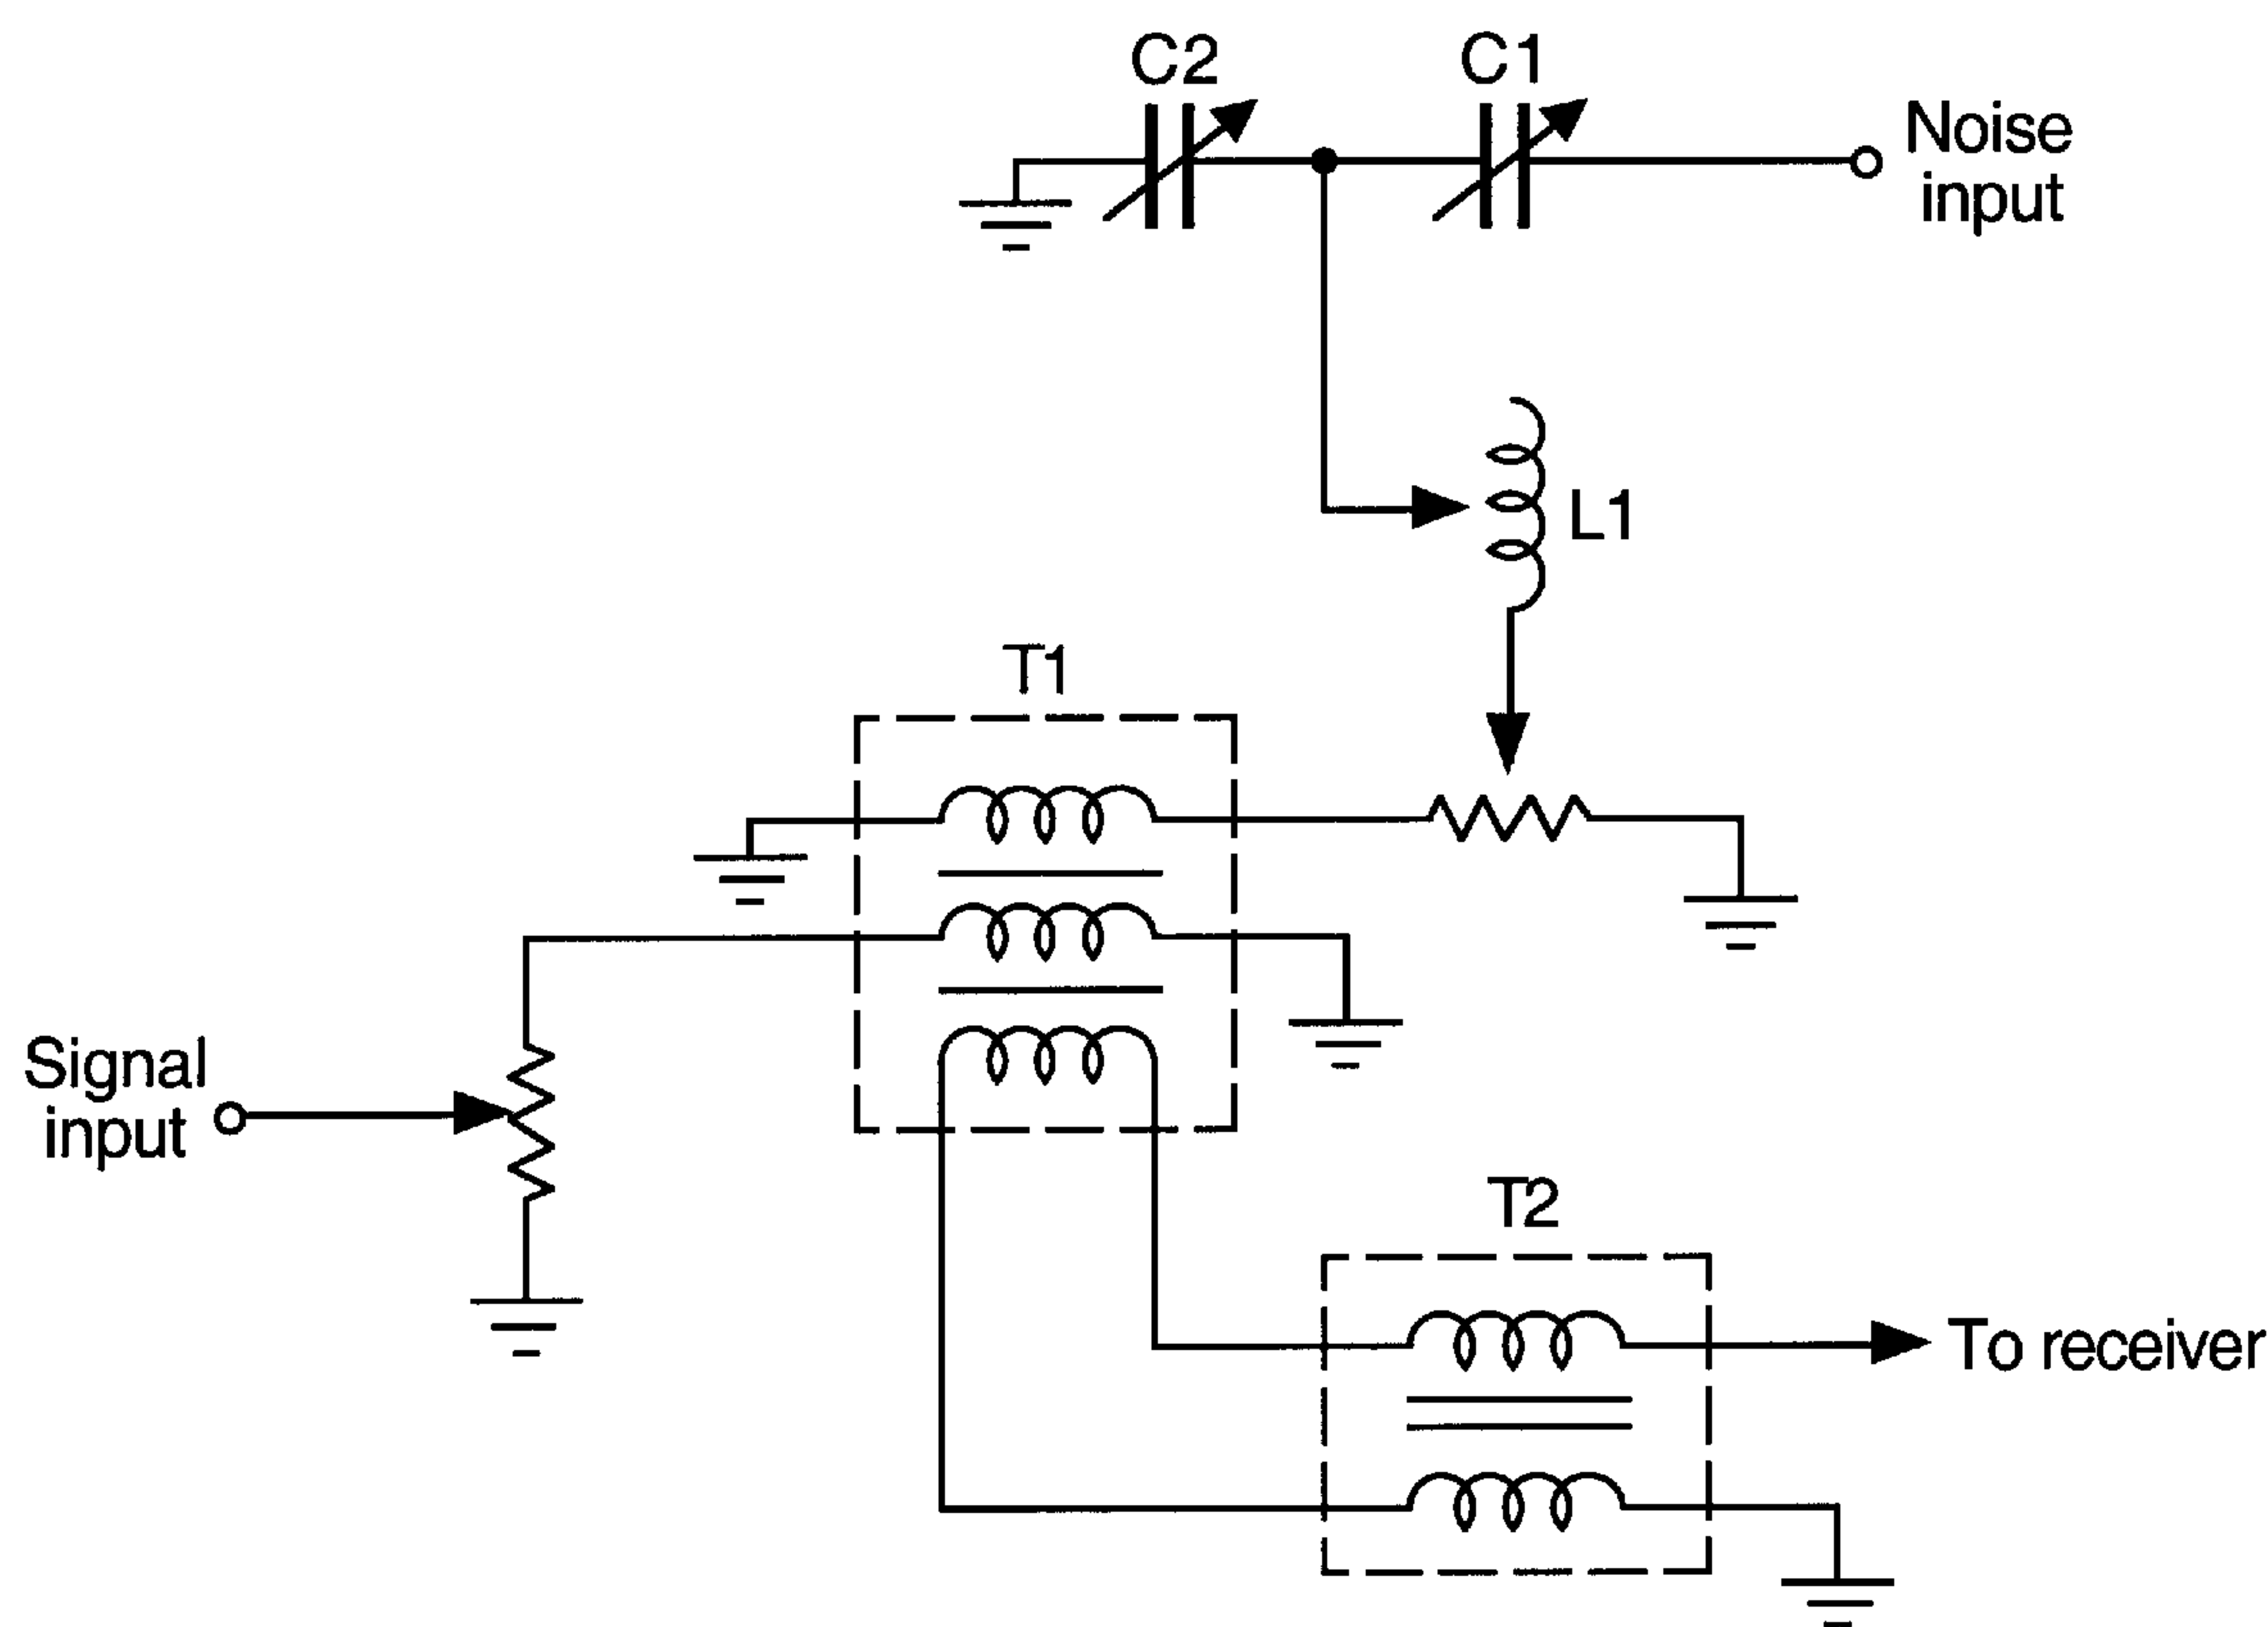 C2
C1
Noise
input
L1
T1
Signal
input
T2
To receiver